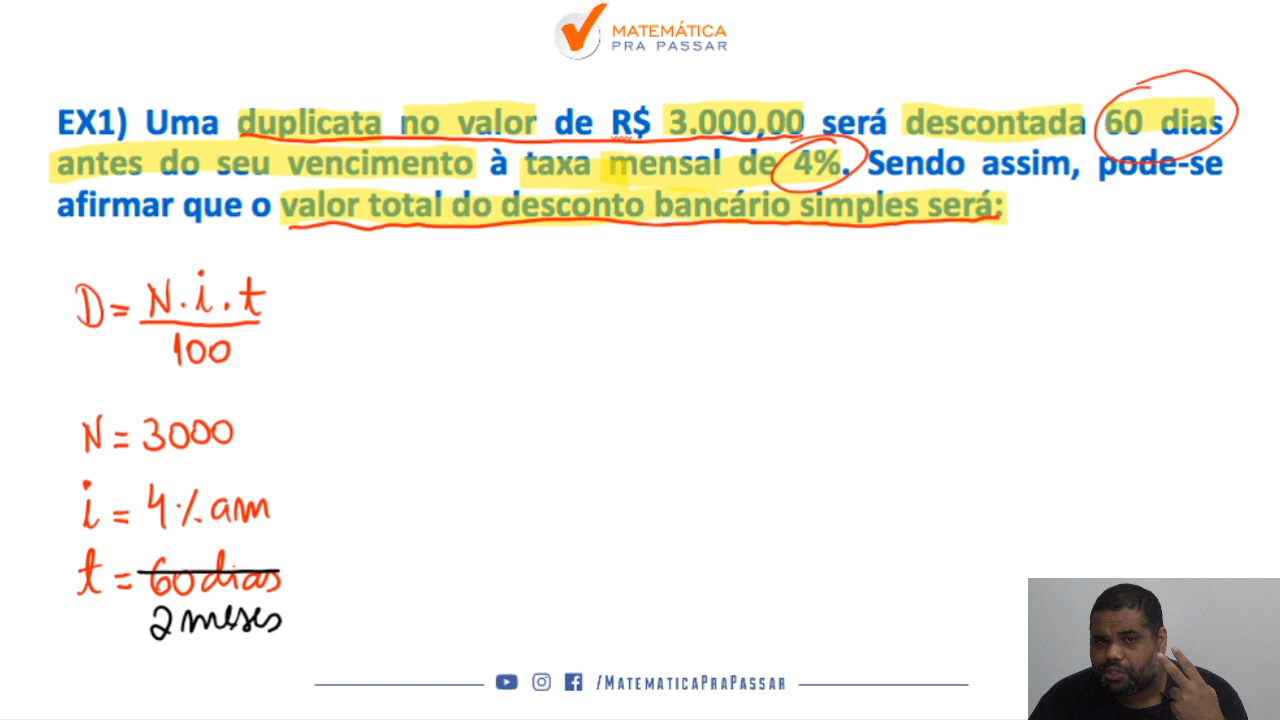 MATEMÁTICA
PRA PASSAR
EX1) Uma duplicata no valor de R$ 3.000,00 será descontada 60 dias
antes do seu vencimento à taxa mensal de 4%. Sendo assim, pode-se
afirmar que o valor total do desconto bancário simples será:
D = N . i . t
100
N = 3000
i = 4 % am
t = 60 dias
2 meses
/MATEMATICAPRAPASSAR